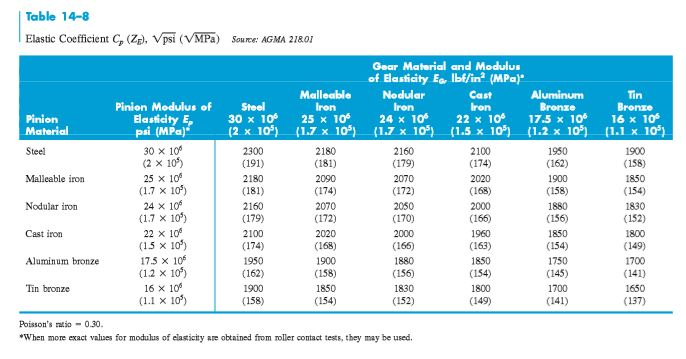 Table 14–8
Elastic Coefficient Cp (ZE), √psi (√MPa) Source: AGMA 218.01
Gear Material and Modulus
of Elasticity EG, lbf/in² (MPa)*
Malleable Nodular Cast Aluminum Tin
Pinion Modulus of Steel Iron Iron Iron Bronze Bronze
Pinion Elasticity Ep 30 × 10⁶ 25 × 10⁶ 24 × 10⁶ 22 × 10⁶ 17.5 × 10⁶ 16 × 10⁶
Material psi (MPa)* (2 × 10⁵) (1.7 × 10⁵) (1.7 × 10⁵) (1.5 × 10⁵) (1.2 × 10⁵) (1.1 × 10⁵)
Steel 30 × 10⁶ 2300 2180 2160 2100 1950 1900
(2 × 10⁵) (191) (181) (179) (174) (162) (158)
Malleable iron 25 × 10⁶ 2180 2090 2070 2020 1900 1850
(1.7 × 10⁵) (181) (174) (172) (168) (158) (154)
Nodular iron 24 × 10⁶ 2160 2070 2050 2000 1880 1830
(1.7 × 10⁵) (179) (172) (170) (166) (156) (152)
Cast iron 22 × 10⁶ 2100 2020 2000 1960 1850 1800
(1.5 × 10⁵) (174) (168) (166) (163) (154) (149)
Aluminum bronze 17.5 × 10⁶ 1950 1900 1880 1850 1750 1700
(1.2 × 10⁵) (162) (158) (156) (154) (145) (141)
Tin bronze 16 × 10⁶ 1900 1850 1830 1800 1700 1650
(1.1 × 10⁵) (158) (154) (152) (149) (141) (137)
Poisson's ratio = 0.30.
*When more exact values for modulus of elasticity are obtained from roller contact tests, they may be used.